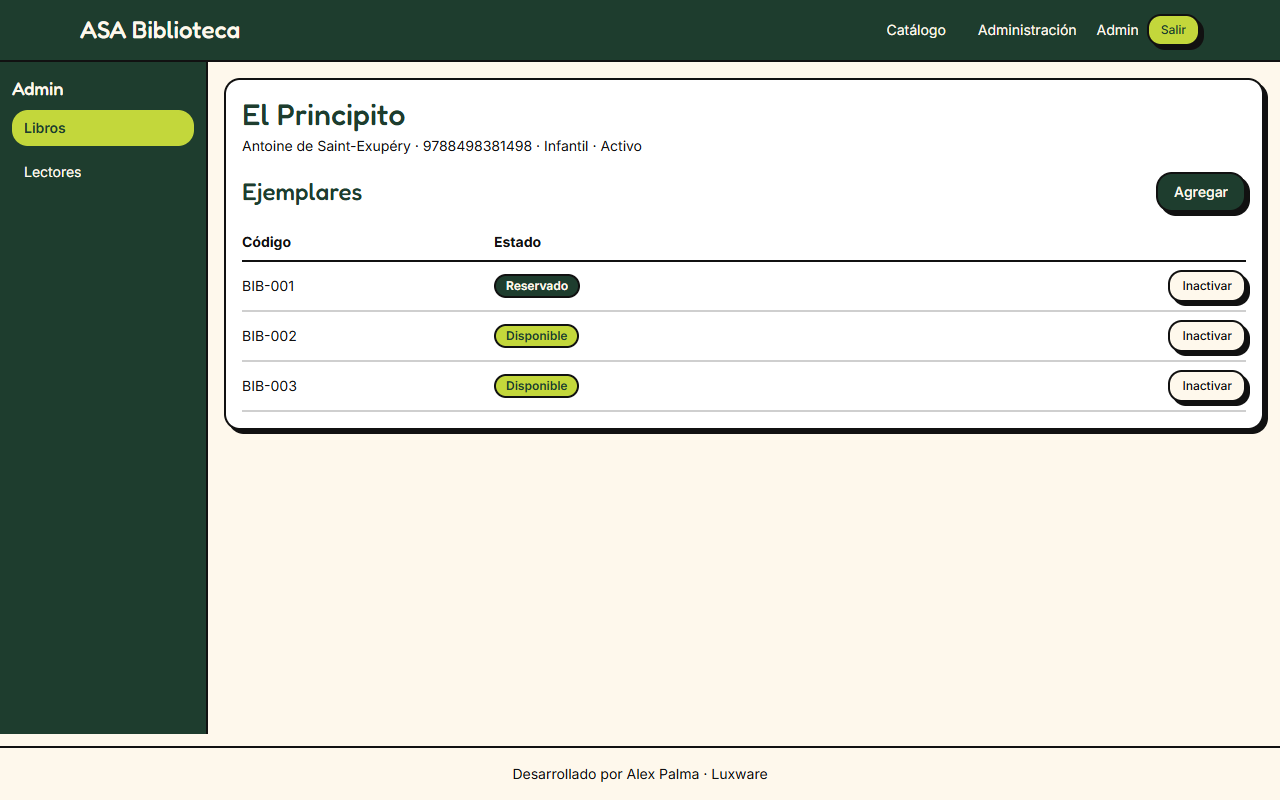 ASA Biblioteca
Catálogo Administración Admin Salir
Admin
Libros
Lectores
El Principito
Antoine de Saint-Exupéry · 9788498381498 · Infantil · Activo
Ejemplares Agregar
Código Estado
BIB-001 Reservado Inactivar
BIB-002 Disponible Inactivar
BIB-003 Disponible Inactivar
Desarrollado por Alex Palma · Luxware